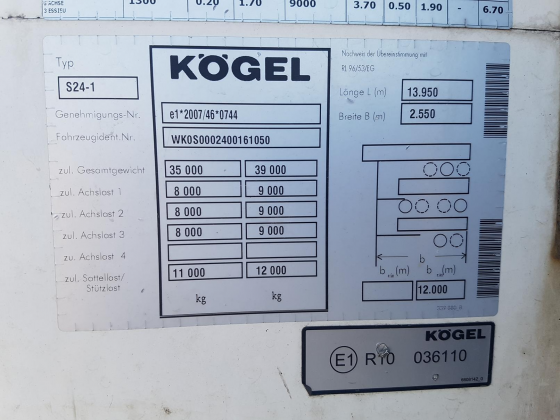 ACHSE 1300 0.20 1.70 9000 3.70 0.50 1.90 - 6.70
3 ESSIEU
KÖGEL
Typ
S24-1
Nachweis der Übereinstimmung mit
RL 96/53/EG
Länge L (m) 13.950
Breite B (m) 2.550
Genehmigungs-Nr. e1*2007/46*0744
Fahrzeugident.Nr. WK0S0002400161050
zul. Gesamtgewicht 35 000 39 000
zul. Achslast 1 8 000 9 000
zul. Achslast 2 8 000 9 000
zul. Achslast 3 8 000 9 000
zu. Achslast 4
zul. Sattellast/
Stützlast 11 000 12 000
kg kg
b (m) b (m)
12.000
KÖGEL
E1 R10 036110